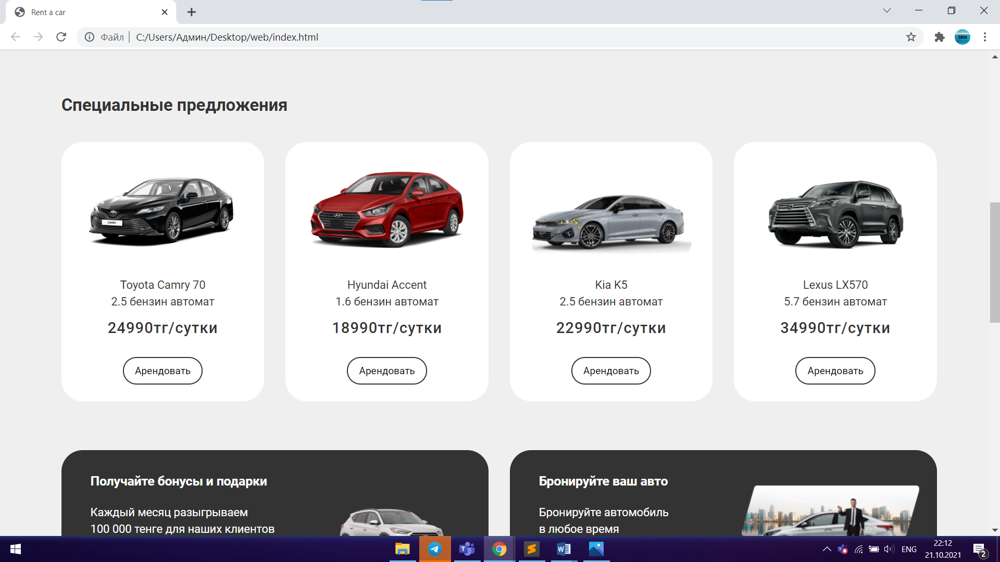 Rent a car
Файл
C:/Users/Админ/Desktop/web/index.html
SRM
Специальные предложения
CAMRY
Toyota Camry 70
2.5 бензин автомат
24990тг/сутки
Арендовать
Hyundai Accent
1.6 бензин автомат
18990тг/сутки
Арендовать
Kia K5
2.5 бензин автомат
22990тг/сутки
Арендовать
Lexus LX570
5.7 бензин автомат
34990тг/сутки
Арендовать
Получайте бонусы и подарки
Каждый месяц разыгрываем
100 000 тенге для наших клиентов
Бронируйте ваш авто
Бронируйте автомобиль
в любое время
ENG
22:12
21.10.2021
2